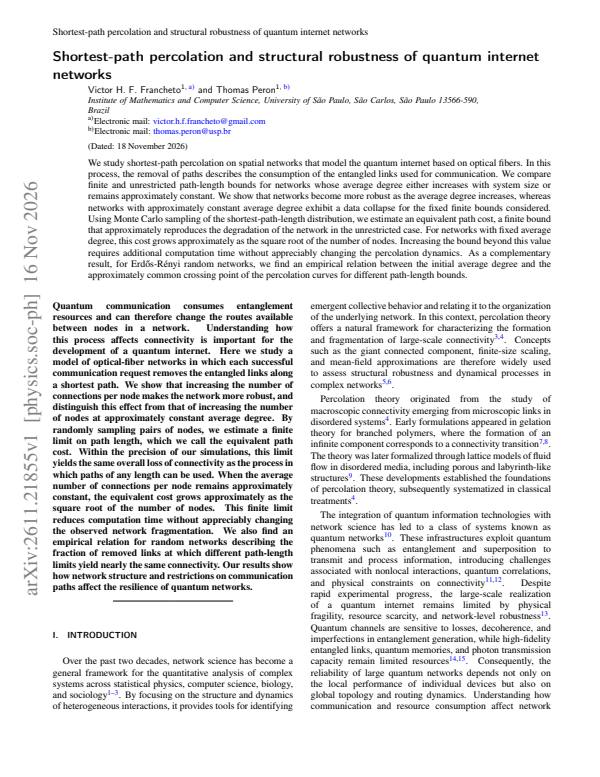 Shortest-path percolation and structural robustness of quantum internet networks
Shortest-path percolation and structural robustness of quantum internet
networks
Victor H. F. Francheto1, a) and Thomas Peron1, b)
Institute of Mathematics and Computer Science, University of São Paulo, São Carlos, São Paulo 13566-590,
Brazil
a)Electronic mail: victor.h.f.francheto@gmail.com
b)Electronic mail: thomas.peron@usp.br
(Dated: 18 November 2026)
We study shortest-path percolation on spatial networks that model the quantum internet based on optical fibers. In this
process, the removal of paths describes the consumption of the entangled links used for communication. We compare
finite and unrestricted path-length bounds for networks whose average degree either increases with system size or
remains approximately constant. We show that networks become more robust as the average degree increases, whereas
networks with approximately constant average degree exhibit a data collapse for the fixed finite bounds considered.
Using Monte Carlo sampling of the shortest-path-length distribution, we estimate an equivalent path cost, a finite bound
that approximately reproduces the degradation of the network in the unrestricted case. For networks with fixed average
degree, this cost grows approximately as the square root of the number of nodes. Increasing the bound beyond this value
requires additional computation time without appreciably changing the percolation dynamics. As a complementary
result, for Erdős-Rényi random networks, we find an empirical relation between the initial average degree and the
approximately common crossing point of the percolation curves for different path-length bounds.
arXiv:2611.21855v1 [physics.soc-ph] 16 Nov 2026
Quantum communication consumes entanglement
resources and can therefore change the routes available
between nodes in a network. Understanding how
this process affects connectivity is important for the
development of a quantum internet. Here we study a
model of optical-fiber networks in which each successful
communication request removes the entangled links along
a shortest path. We show that increasing the number of
connections per node makes the network more robust, and
distinguish this effect from that of increasing the number
of nodes at approximately constant average degree. By
randomly sampling pairs of nodes, we estimate a finite
limit on path length, which we call the equivalent path
cost. Within the precision of our simulations, this limit
yields the same overall loss of connectivity as the process in
which paths of any length can be used. When the average
number of connections per node remains approximately
constant, the equivalent cost grows approximately as the
square root of the number of nodes. This finite limit
reduces computation time without appreciably changing
the observed network fragmentation. We also find an
empirical relation for random networks describing the
fraction of removed links at which different path-length
limits yield nearly the same connectivity. Our results show
how network structure and restrictions on communication
paths affect the resilience of quantum networks.
I. INTRODUCTION
Over the past two decades, network science has become a
general framework for the quantitative analysis of complex
systems across statistical physics, computer science, biology,
and sociology1–3. By focusing on the structure and dynamics
of heterogeneous interactions, it provides tools for identifying
emergent collective behavior and relating it to the organization
of the underlying network. In this context, percolation theory
offers a natural framework for characterizing the formation
and fragmentation of large-scale connectivity3,4. Concepts
such as the giant connected component, finite-size scaling,
and mean-field approximations are therefore widely used
to assess structural robustness and dynamical processes in
complex networks5,6.
Percolation theory originated from the study of
macroscopic connectivity emerging from microscopic links in
disordered systems4. Early formulations appeared in gelation
theory for branched polymers, where the formation of an
infinite component corresponds to a connectivity transition7,8.
The theory was later formalized through lattice models of fluid
flow in disordered media, including porous and labyrinth-like
structures9. These developments established the foundations
of percolation theory, subsequently systematized in classical
treatments4.
The integration of quantum information technologies with
network science has led to a class of systems known as
quantum networks10. These infrastructures exploit quantum
phenomena such as entanglement and superposition to
transmit and process information, introducing challenges
associated with nonlocal interactions, quantum correlations,
and physical constraints on connectivity11,12. Despite
rapid experimental progress, the large-scale realization
of a quantum internet remains limited by physical
fragility, resource scarcity, and network-level robustness13.
Quantum channels are sensitive to losses, decoherence, and
imperfections in entanglement generation, while high-fidelity
entangled links, quantum memories, and photon transmission
capacity remain limited resources14,15. Consequently, the
reliability of large quantum networks depends not only on
the local performance of individual devices but also on
global topology and routing dynamics. Understanding how
communication and resource consumption affect network